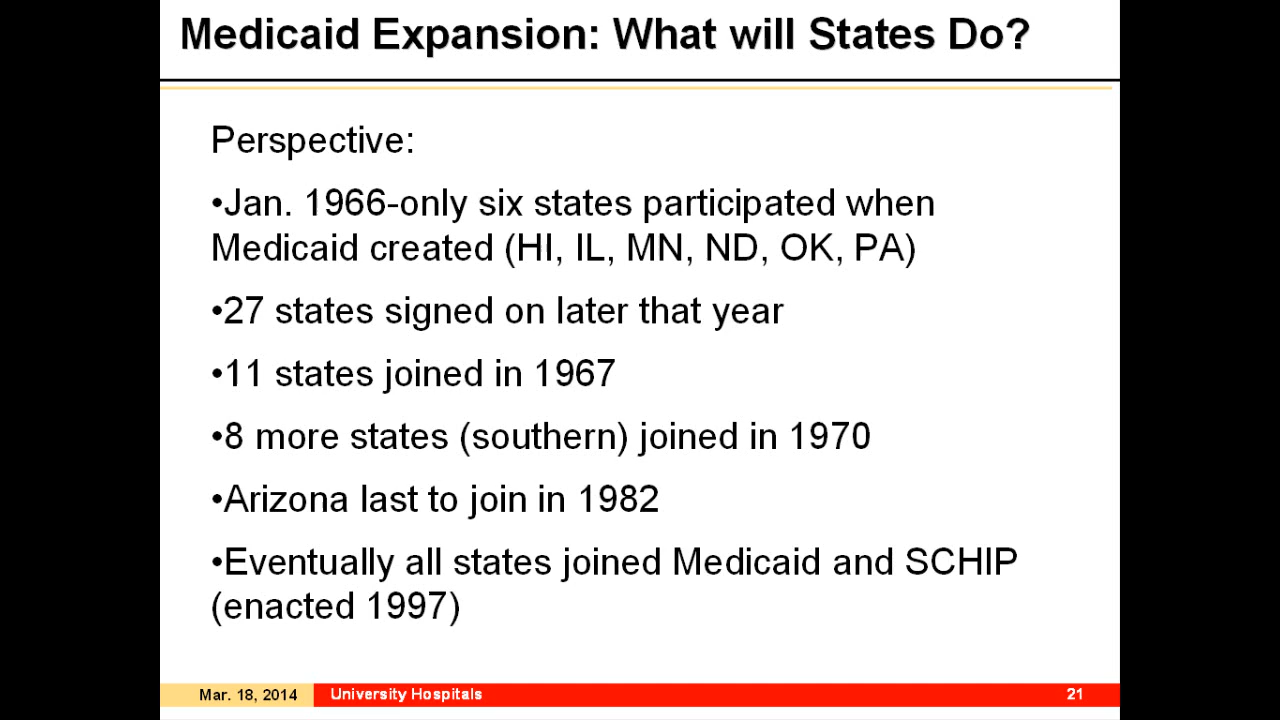 Medicaid Expansion: What will States Do?
Perspective:
•Jan. 1966-only six states participated when
Medicaid created (HI, IL, MN, ND, OK, PA)
•27 states signed on later that year
•11 states joined in 1967
•8 more states (southern) joined in 1970
•Arizona last to join in 1982
•Eventually all states joined Medicaid and SCHIP
(enacted 1997)
Mar. 18, 2014 University Hospitals 21